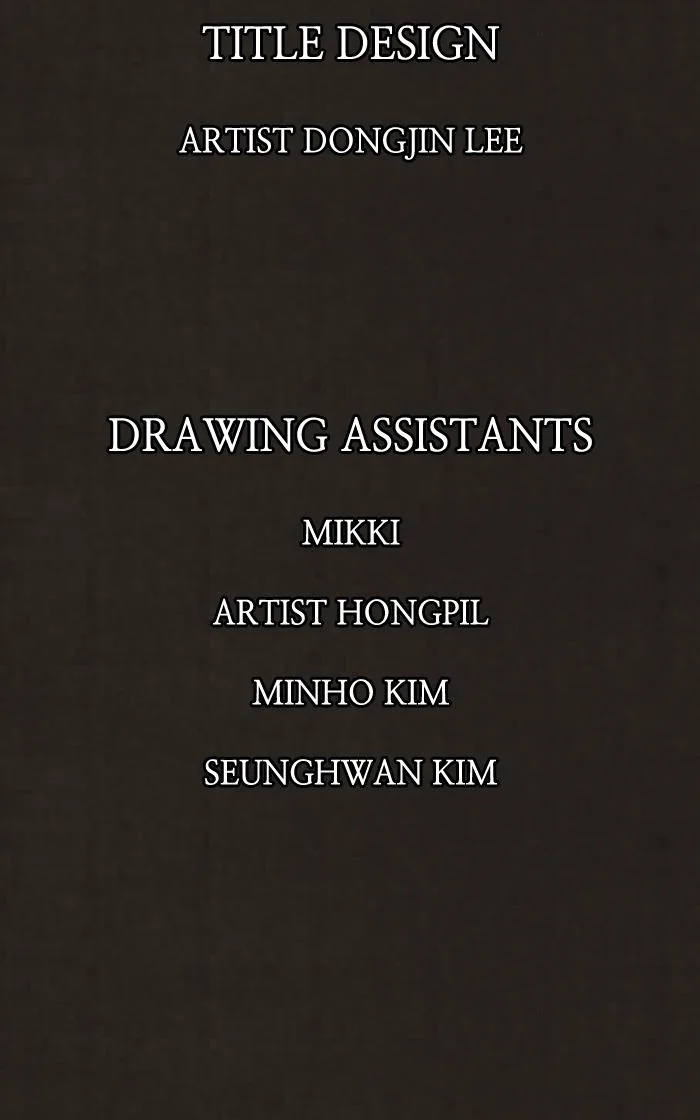 TITLE DESIGN
ARTIST DONGJIN LEE
DRAWING ASSISTANTS
MIKKI
ARTIST HONGPIL
MINHO KIM
SEUNGHWAN KIM